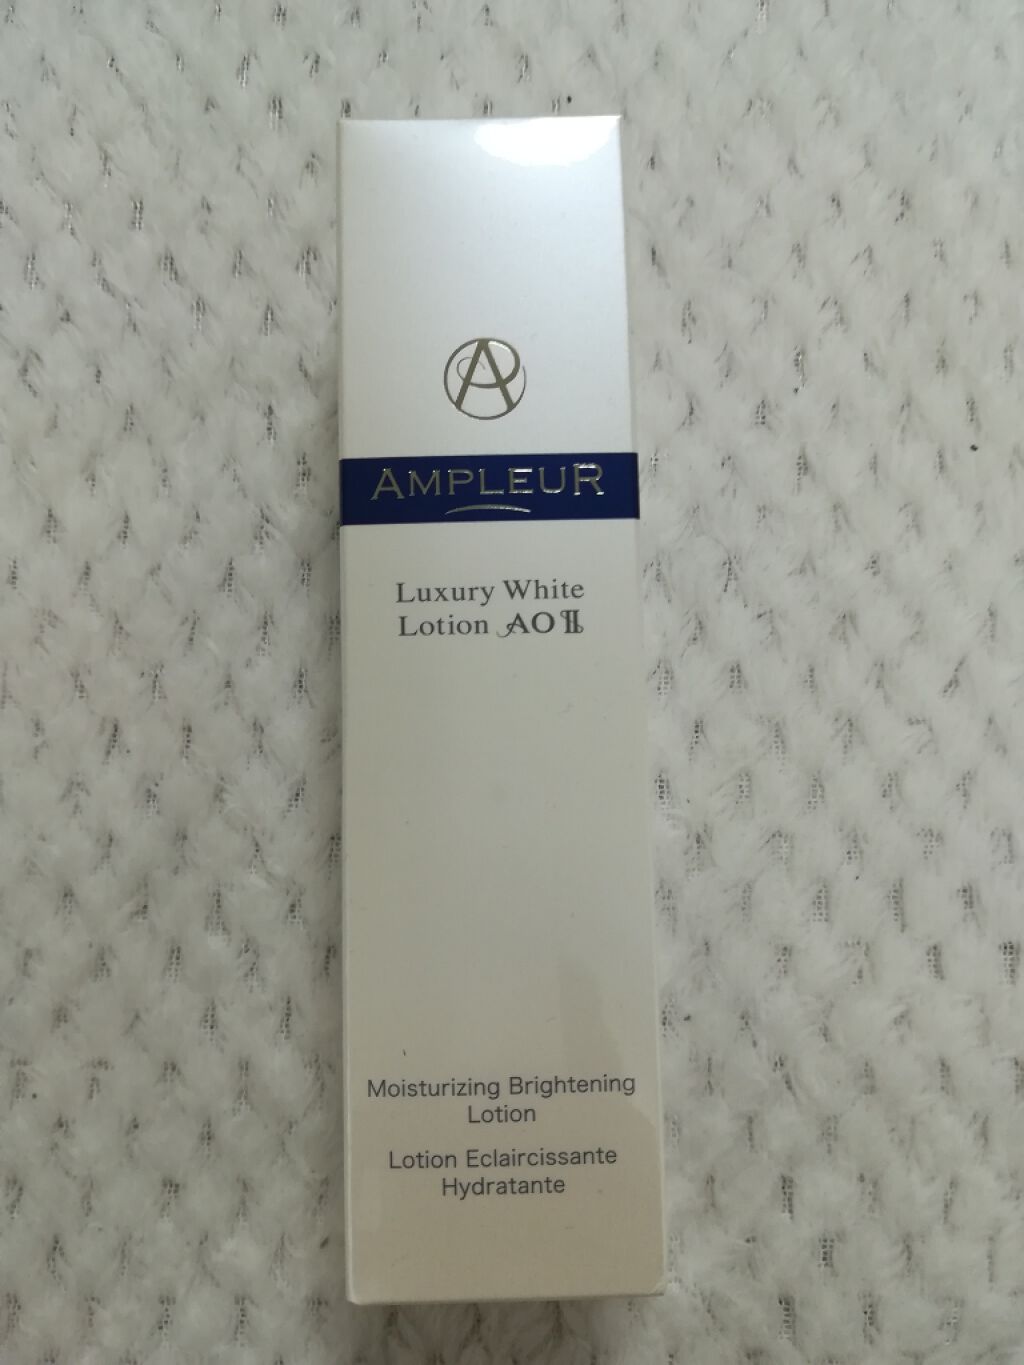 AMPLEUR
Luxury White
Lotion AO II
Moisturizing Brightening
Lotion
Lotion Eclaircissante
Hydratante